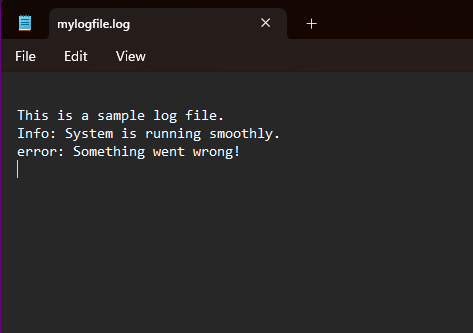 mylogfile.log
File Edit View
This is a sample log file.
Info: System is running smoothly.
error: Something went wrong!